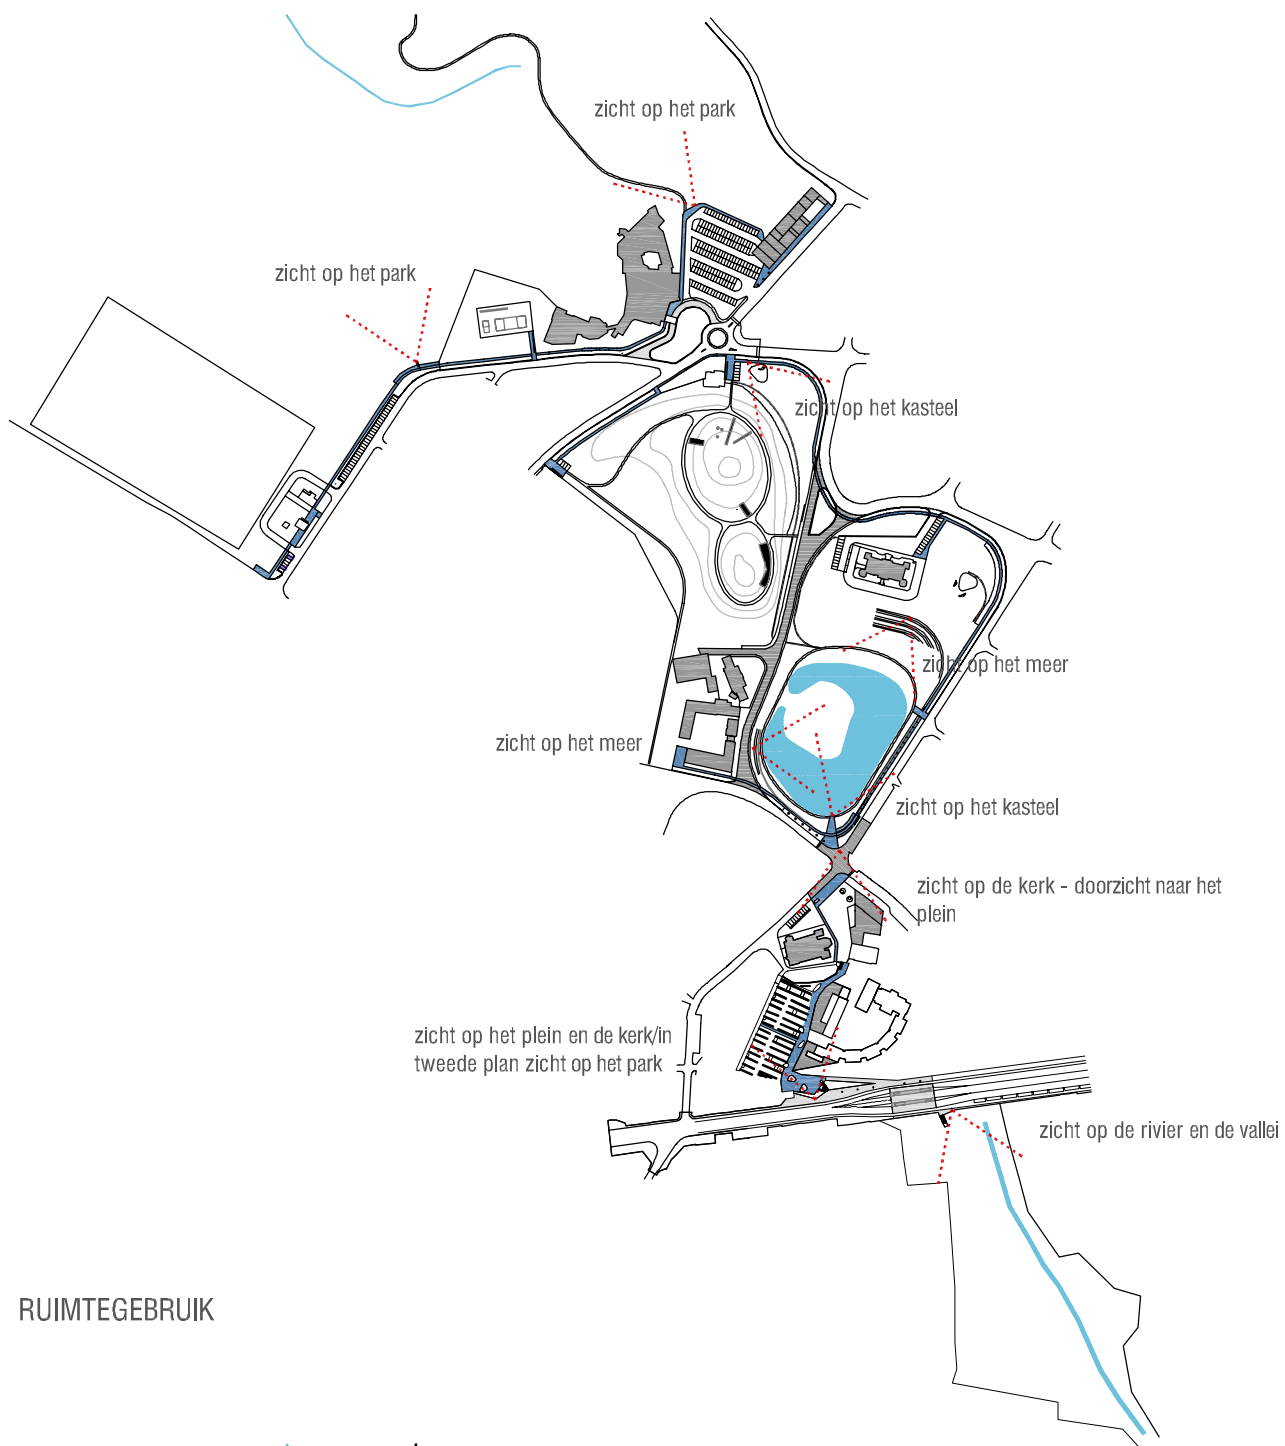 zicht op het park
zicht op het park
zicht op het kasteel
zicht op het meer
zicht op het meer
zicht op het kasteel
zicht op de kerk - doorzicht naar het
plein
zicht op het plein en de kerk/in
tweede plan zicht op het park
zicht op de rivier en de vallei
RUIMTEGEBRUIK